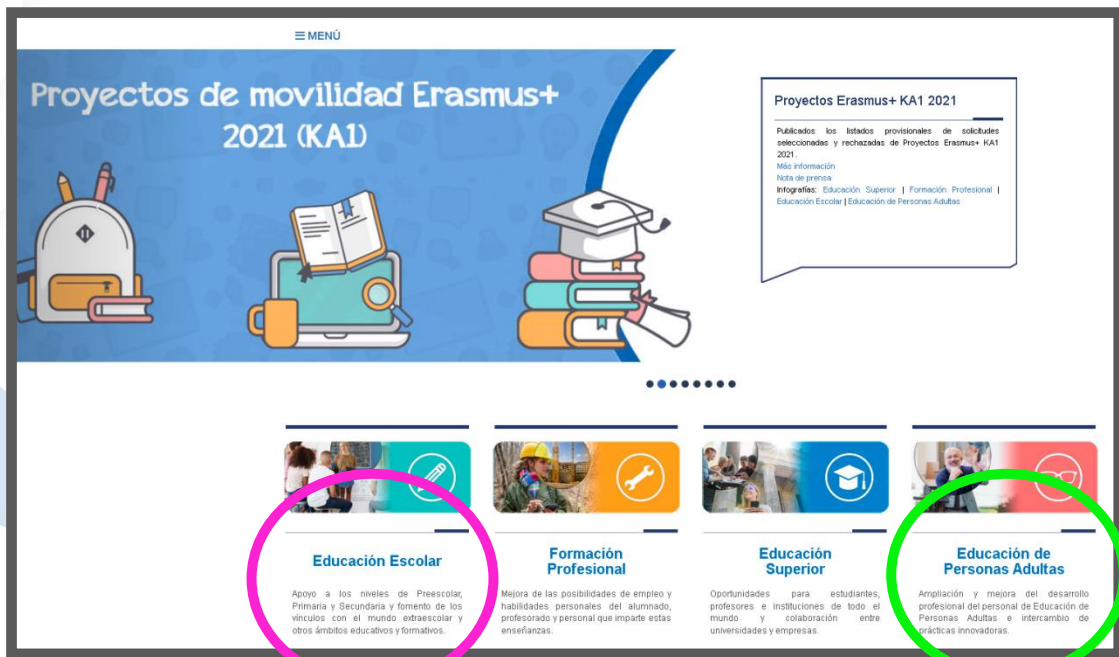 ☰ MENÚ
Proyectos de movilidad Erasmus+
2021 (KA1)
Proyectos Erasmus+ KA1 2021
Publicados los listados provisionales de solicitudes
seleccionadas y rechazadas de Proyectos Erasmus+ KA1
2021.
Más información
Nota de prensa
Infografías: Educación Superior | Formación Profesional |
Educación Escolar | Educación de Personas Adultas
Educación Escolar
Apoyo a los niveles de Preescolar,
Primaria y Secundaria y fomento de los
vínculos con el mundo extraescolar y
otros ámbitos educativos y formativos.
Formación
Profesional
Mejora de las posibilidades de empleo y
habilidades personales del alumnado,
profesorado y personal que imparte estas
enseñanzas.
Educación
Superior
Oportunidades para estudiantes,
profesores e instituciones de todo el
mundo y colaboración entre
universidades y empresas.
Educación de
Personas Adultas
Ampliación y mejora del desarrollo
profesional del personal de Educación de
Personas Adultas e intercambio de
prácticas innovadoras.